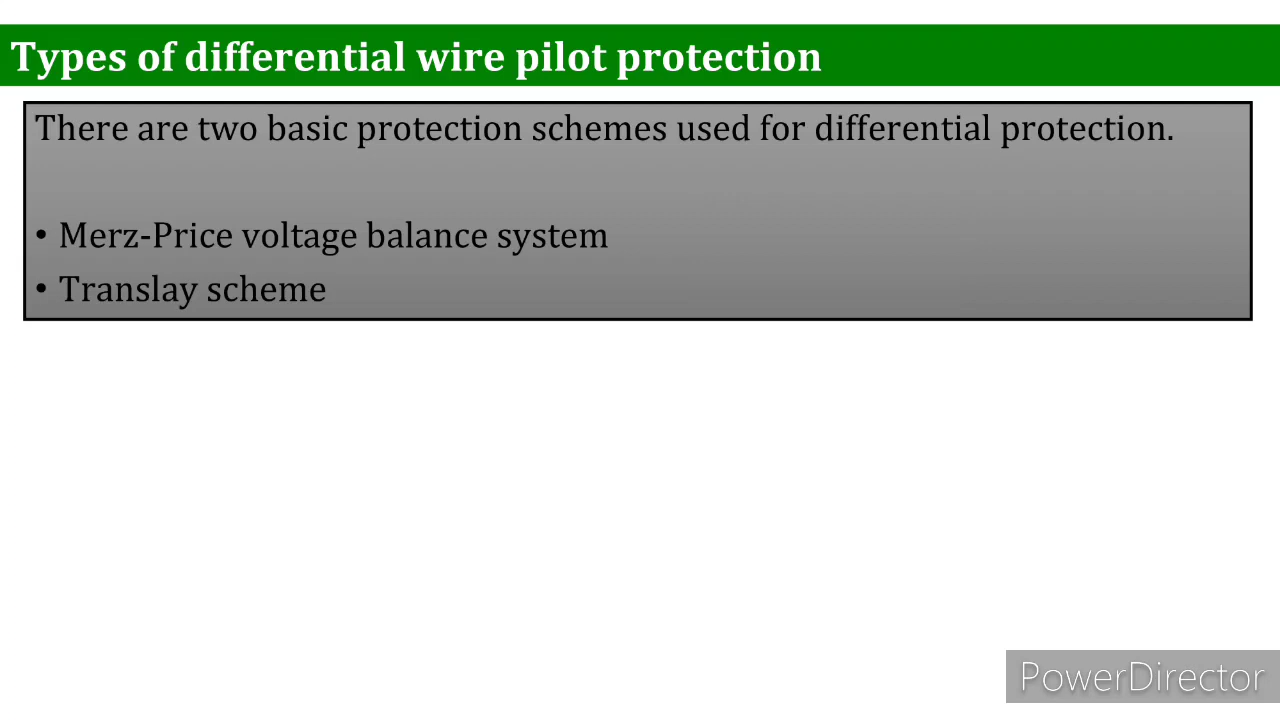 Types of differential wire pilot protection
There are two basic protection schemes used for differential protection.
• Merz-Price voltage balance system
• Translay scheme
PowerDirector